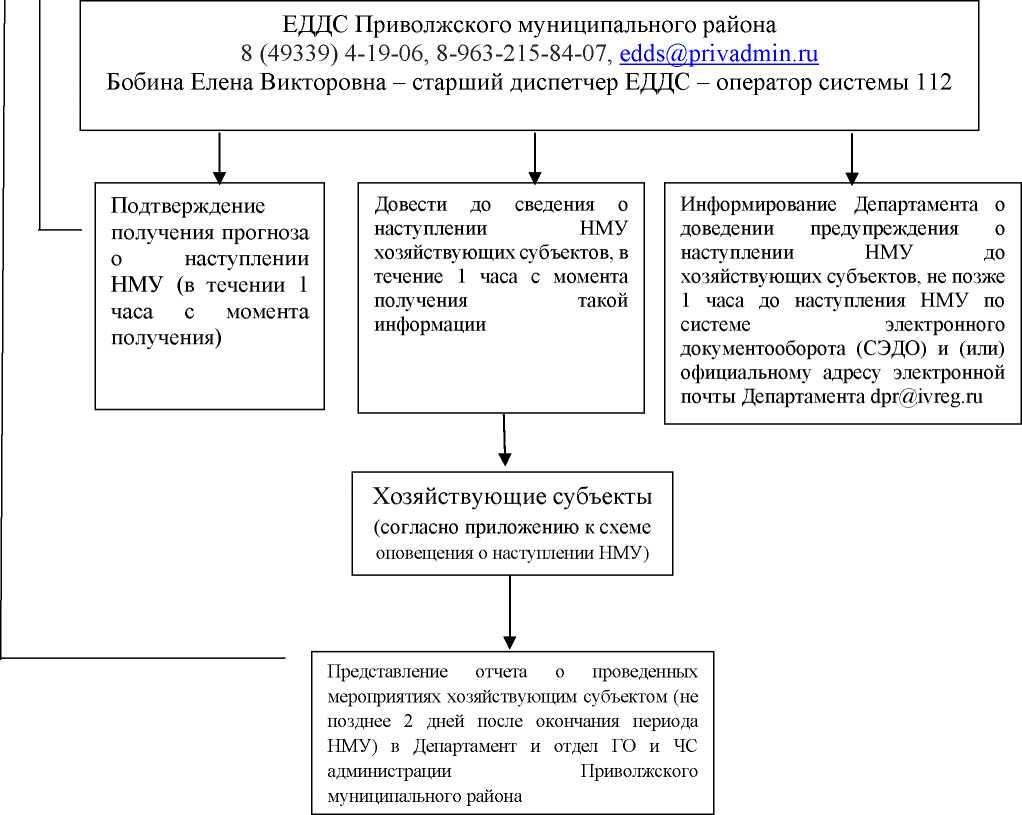 ЕДДС Приволжского муниципального района
8 (49339) 4-19-06, 8-963-215-84-07, edds@privadmin.ru
Бобина Елена Викторовна – старший диспетчер ЕДДС – оператор системы 112
Подтверждение
получения прогноза
о наступлении
НМУ (в течении 1
часа с момента
получения)
Довести до сведения о
наступлении НМУ
хозяйствующих субъектов, в
течение 1 часа с момента
получения такой
информации
Информирование Департамента о
доведении предупреждения о
наступлении НМУ до
хозяйствующих субъектов, не позже
1 часа до наступления НМУ по
системе электронного
документооборота (СЭДО) и (или)
официальному адресу электронной
почты Департамента dpr@ivreg.ru
Хозяйствующие субъекты
(согласно приложению к схеме
оповещения о наступлении НМУ)
Представление отчета о проведенных
мероприятиях хозяйствующим субъектом (не
позднее 2 дней после окончания периода
НМУ) в Департамент и отдел ГО и ЧС
администрации Приволжского
муниципального района